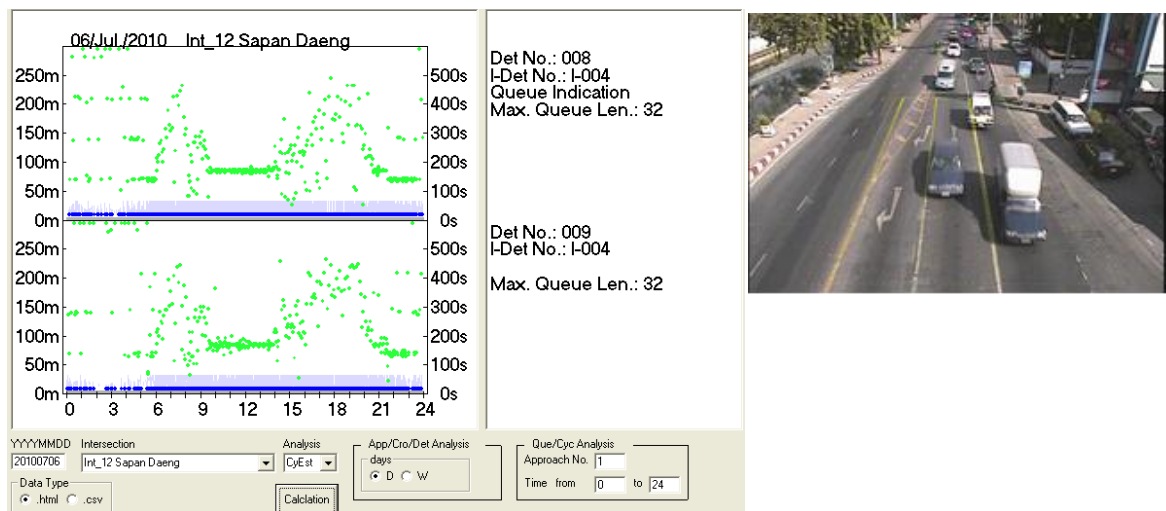 06/Jul /2010 Int_12 Sapan Daeng
250m
200m
150m
100m
50m
0m
500s
400s
300s
200s
100s
0s
250m
200m
150m
100m
50m
0m
500s
400s
300s
200s
100s
0s
0 3 6 9 12 15 18 21 24
Det No.: 008
I-Det No.: I-004
Queue Indication
Max. Queue Len.: 32
Det No.: 009
I-Det No.: I-004
Max. Queue Len.: 32
YYYYMMDD Intersection Analysis
20100706 Int_12 Sapan Daeng CyEst
Data Type
.html .csv
Calclation
App/Cro/Det Analysis
days
D W
Que/Cyc Analysis
Approach No. 1
Time from 0 to 24